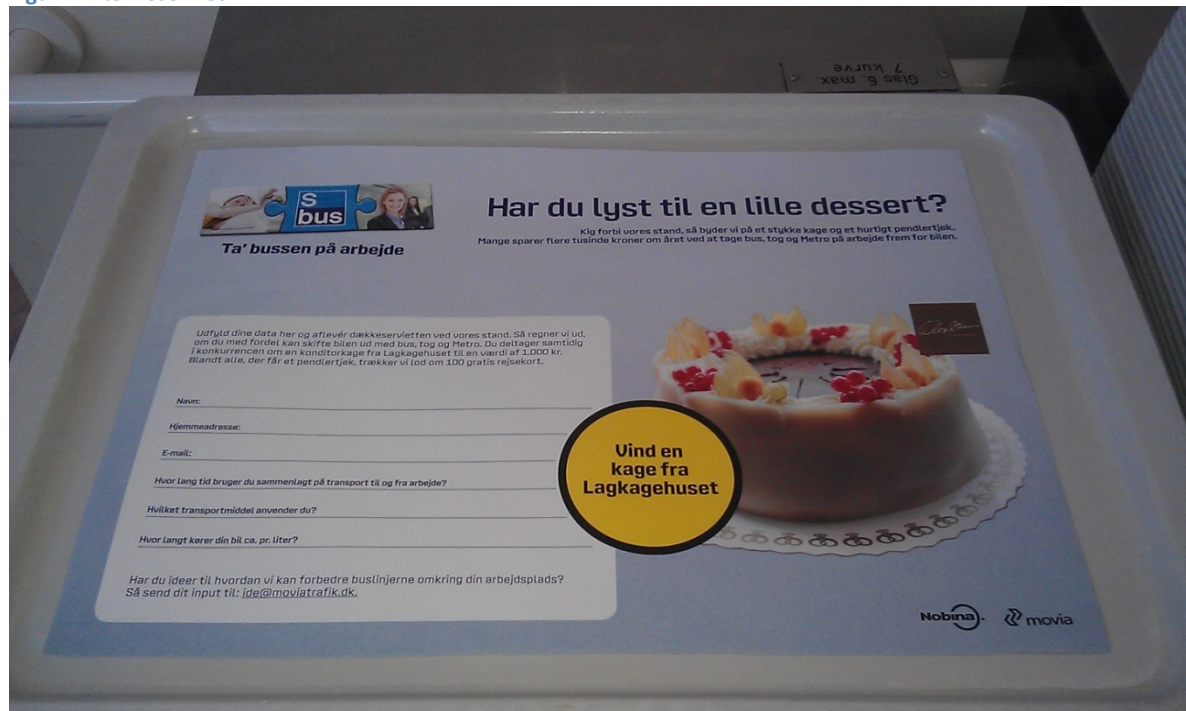 Glas 6. max.
7 kurve
S
bus
Ta' bussen på arbejde
Har du lyst til en lille dessert?
Kig forbi vores stand, så byder vi på et stykke kage og et hurtigt pendlertjek.
Mange sparer flere tusinde kroner om året ved at tage bus, tog og Metro på arbejde frem for bilen.
Udfyld dine data her og aflevér dækkeservietten ved vores stand. Så regner vi ud,
om du med fordel kan skifte bilen ud med bus, tog og Metro. Du deltager samtidig
i konkurrencen om en konditorkage fra Lagkagehuset til en værdi af 1.000 kr.
Blandt alle, der får et pendlertjek, trækker vi lod om 100 gratis rejsekort.
Navn:
Hjemmeadresse:
E-mail:
Hvor lang tid bruger du sammenlagt på transport til og fra arbejde?
Hvilket transportmiddel anvender du?
Hvor langt kører din bil ca. pr. liter?
Har du ideer til hvordan vi kan forbedre buslinjerne omkring din arbejdsplads?
Så send dit input til: ide@moviatrafik.dk.
Vind en
kage fra
Lagkagehuset
Nobina
movia